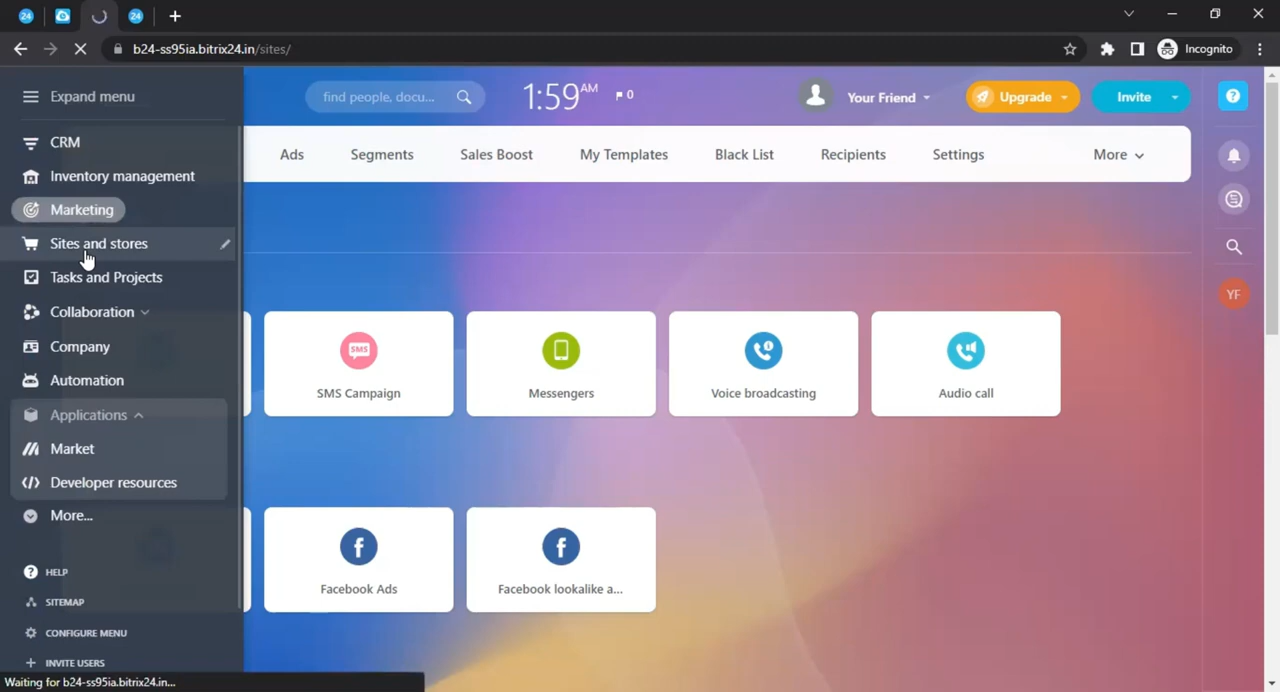 24
24
b24-ss95ia.bitrix24.in/sites/
Incognito
Expand menu
find people, docu...
1:59 AM
0
Your Friend
Upgrade
Invite
?
CRM
Inventory management
Marketing
Sites and stores
Tasks and Projects
Collaboration
Company
Automation
Applications
Market
Developer resources
More...
? HELP
SITEMAP
CONFIGURE MENU
INVITE USERS
Ads
Segments
Sales Boost
My Templates
Black List
Recipients
Settings
More
YF
SMS
SMS Campaign
Messengers
Voice broadcasting
Audio call
Facebook Ads
Facebook lookalike a...
Waiting for b24-ss95ia.bitrix24.in...